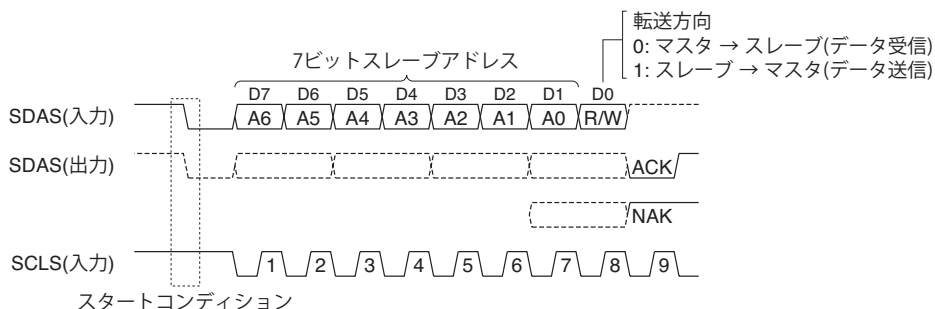 転送方向
0: マスタ → スレーブ(データ受信)
1: スレーブ → マスタ(データ送信)
7ビットスレーブアドレス
D7 D6 D5 D4 D3 D2 D1 D0
SDAS(入力) A6 A5 A4 A3 A2 A1 A0 R/W
SDAS(出力) ACK
NAK
SCLS(入力) 1 2 3 4 5 6 7 8 9
スタートコンディション